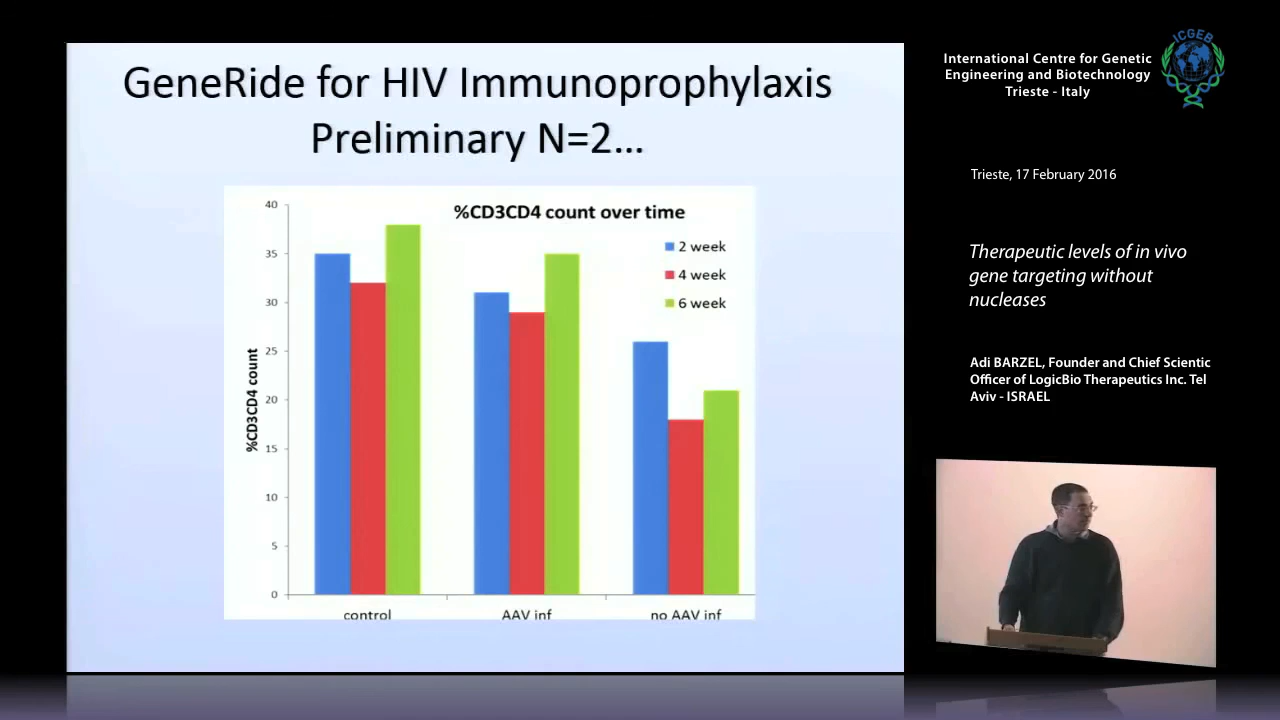 GeneRide for HIV Immunoprophylaxis
Preliminary N=2...
%CD3CD4 count over time
2 week
4 week
6 week
%CD3CD4 count
40
35
30
25
20
15
10
5
0
control
AAV inf
no AAV inf
International Centre for Genetic
Engineering and Biotechnology
Trieste - Italy
ICGEB
Trieste, 17 February 2016
Therapeutic levels of in vivo
gene targeting without
nucleases
Adi BARZEL, Founder and Chief Scientic
Officer of LogicBio Therapeutics Inc. Tel
Aviv - ISRAEL